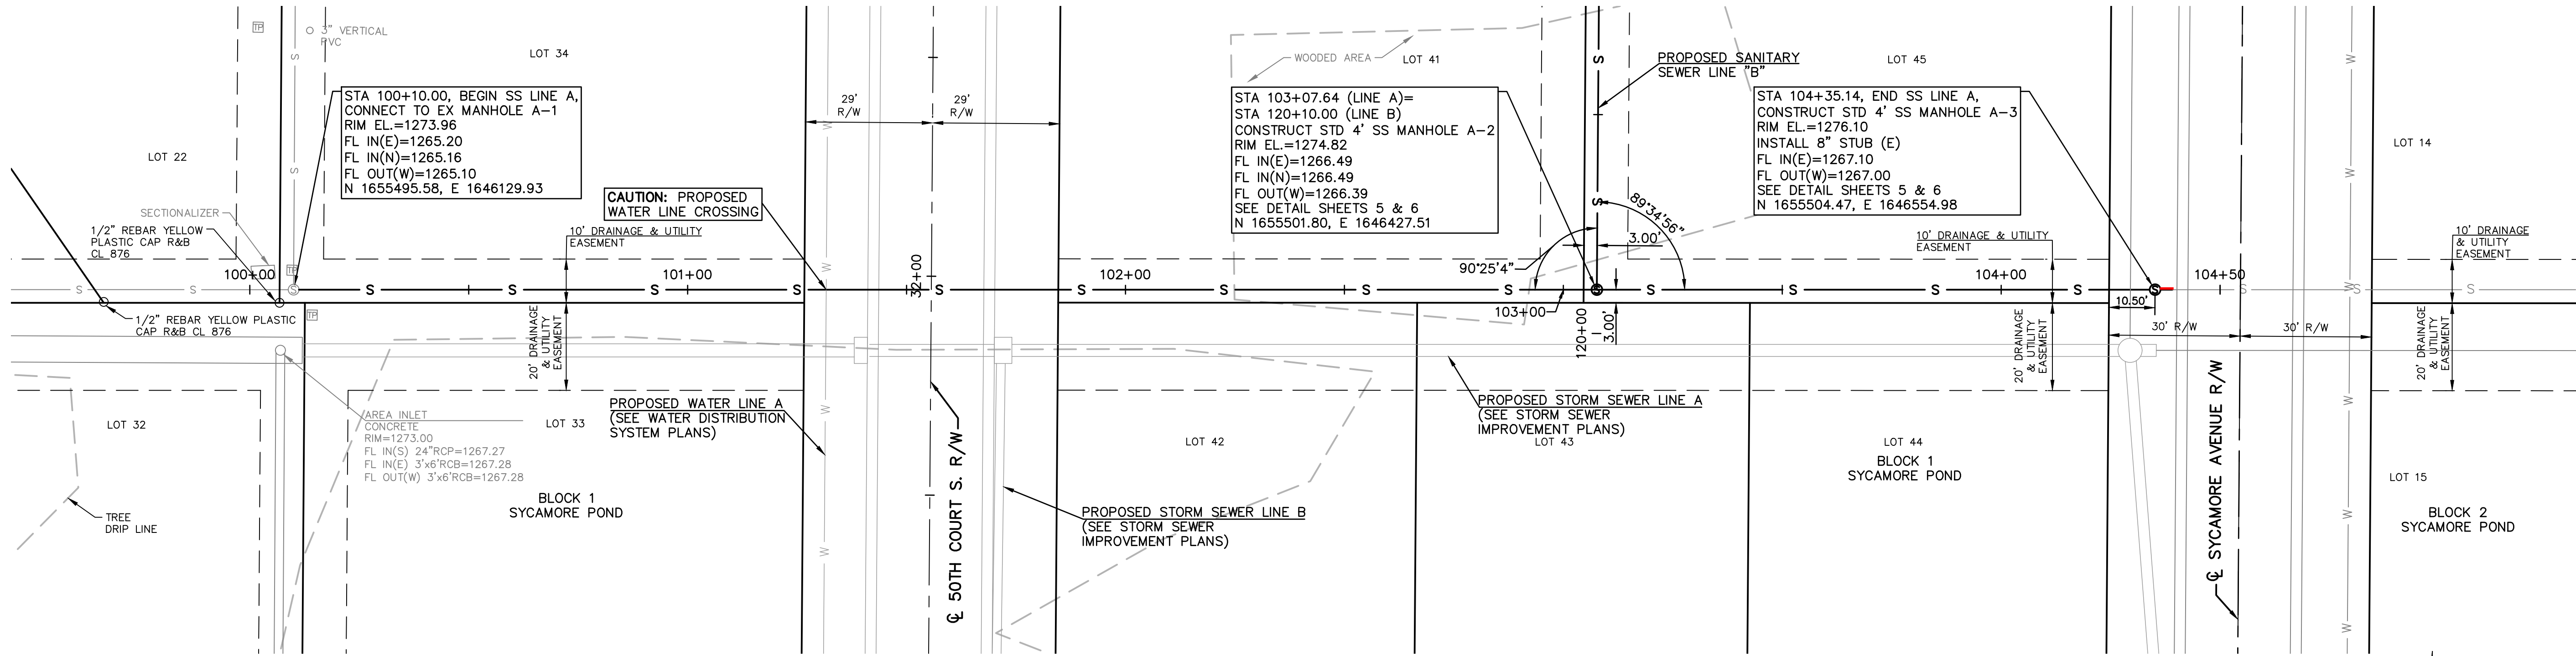 TP
3" VERTICAL
PVC
LOT 34
LOT 22
STA 100+10.00, BEGIN SS LINE A,
CONNECT TO EX MANHOLE A-1
RIM EL.=1273.96
FL IN(E)=1265.20
FL IN(N)=1265.16
FL OUT(W)=1265.10
N 1655495.58, E 1646129.93
SECTIONALIZER
1/2" REBAR YELLOW
PLASTIC CAP R&B
CL 876
TP
100+00
1/2" REBAR YELLOW PLASTIC
CAP R&B CL 876
TP
CAUTION: PROPOSED
WATER LINE CROSSING
10' DRAINAGE & UTILITY
EASEMENT
101+00
20' DRAINAGE
& UTILITY
EASEMENT
29'
R/W
29'
R/W
32+00
102+00
WOODED AREA
LOT 41
STA 103+07.64 (LINE A)=
STA 120+10.00 (LINE B)
CONSTRUCT STD 4' SS MANHOLE A-2
RIM EL.=1274.82
FL IN(E)=1266.49
FL IN(N)=1266.49
FL OUT(W)=1266.39
SEE DETAIL SHEETS 5 & 6
N 1655501.80, E 1646427.51
PROPOSED SANITARY
SEWER LINE "B"
LOT 45
STA 104+35.14, END SS LINE A,
CONSTRUCT STD 4' SS MANHOLE A-3
RIM EL.=1276.10
INSTALL 8" STUB (E)
FL IN(E)=1267.10
FL OUT(W)=1267.00
SEE DETAIL SHEETS 5 & 6
N 1655504.47, E 1646554.98
89°34'56"
3.00'
90°25'4"
103+00
120+00
3.00'
10' DRAINAGE & UTILITY
EASEMENT
104+00
104+50
10.50'
30' R/W
30' R/W
20' DRAINAGE
& UTILITY
EASEMENT
LOT 14
10' DRAINAGE
& UTILITY
EASEMENT
20' DRAINAGE
& UTILITY
EASEMENT
S S S S S S S S S S S S S S S S S S S S S S S
W W W W W W W W W W
LOT 32
TREE
DRIP LINE
AREA INLET
CONCRETE
RIM=1273.00
FL IN(S) 24"RCP=1267.27
FL IN(E) 3'x6'RCB=1267.28
FL OUT(W) 3'x6'RCB=1267.28
LOT 33
BLOCK 1
SYCAMORE POND
PROPOSED WATER LINE A
(SEE WATER DISTRIBUTION
SYSTEM PLANS)
℄ 50TH COURT S. R/W
PROPOSED STORM SEWER LINE B
(SEE STORM SEWER
IMPROVEMENT PLANS)
LOT 42
PROPOSED STORM SEWER LINE A
(SEE STORM SEWER
IMPROVEMENT PLANS)
LOT 43
LOT 44
BLOCK 1
SYCAMORE POND
℄ SYCAMORE AVENUE R/W
LOT 15
BLOCK 2
SYCAMORE POND